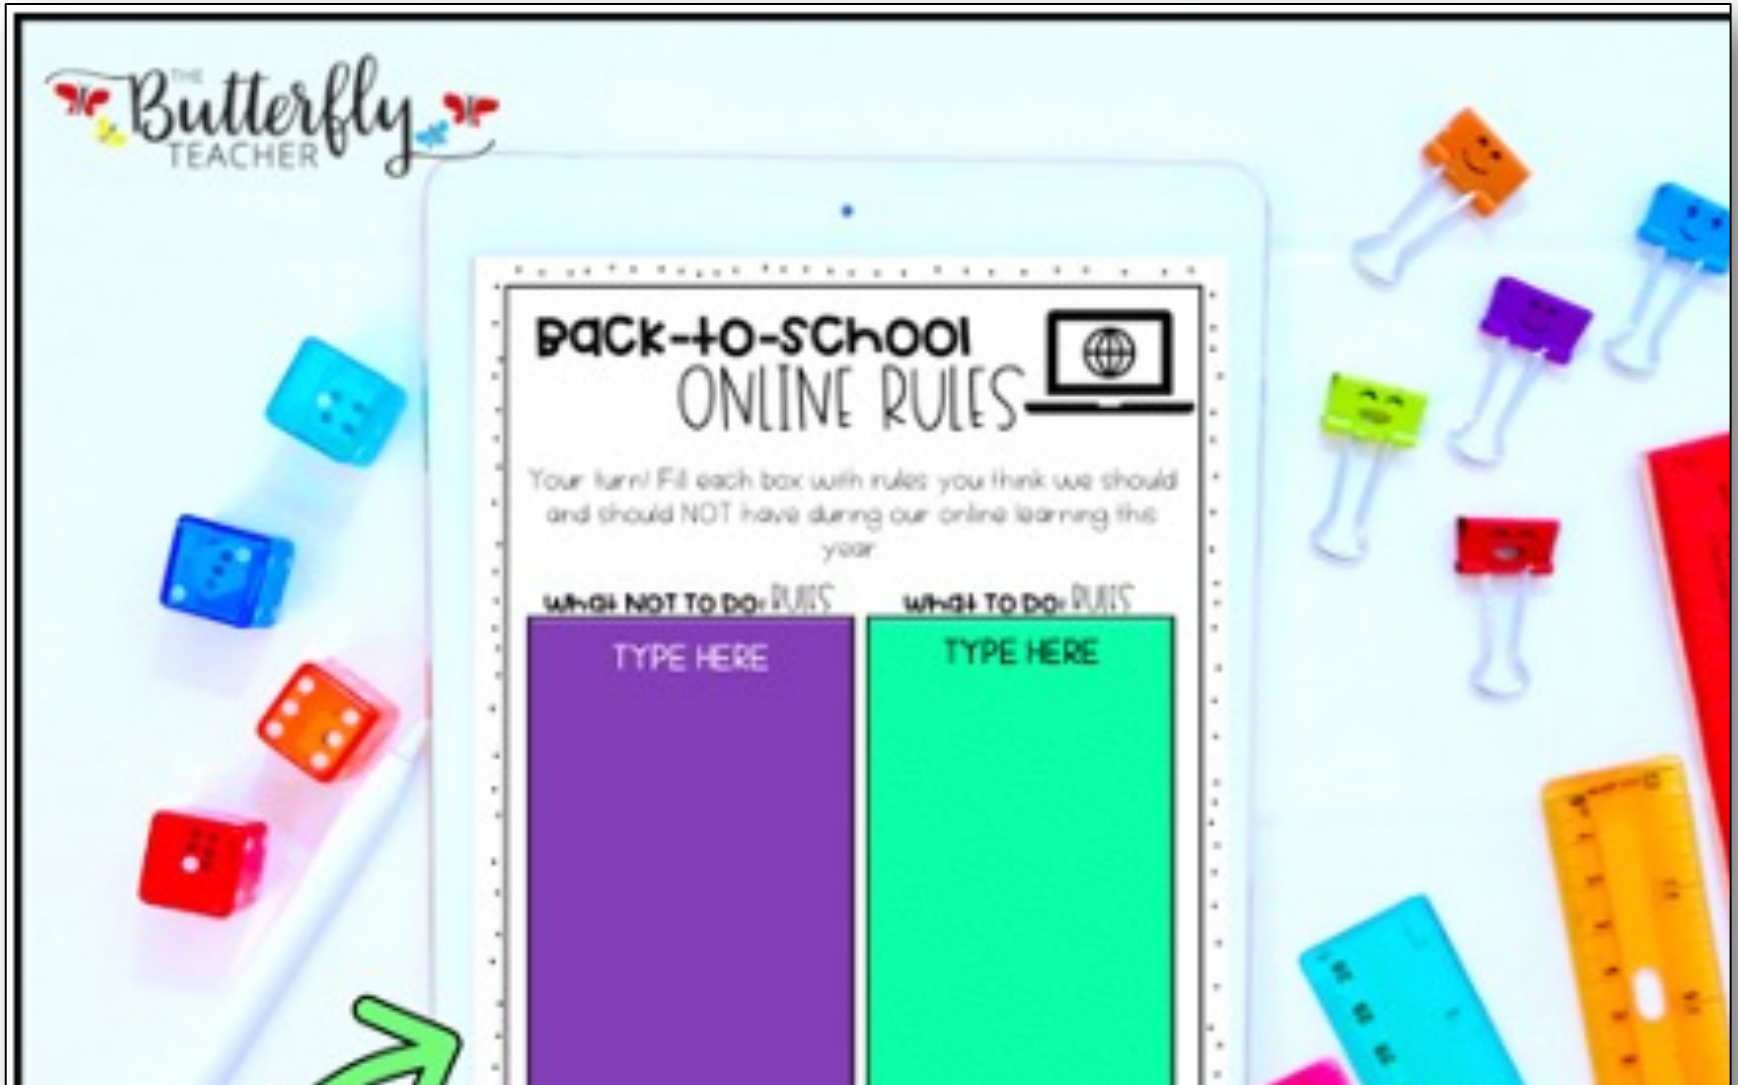 THE
Butterfly
TEACHER
Back-to-School
ONLINE RULES
Your turn! Fill each box with rules you think we should
and should NOT have during our online learning this
year
What NOT TO DO: RULES
What TO DO: RULES
TYPE HERE
TYPE HERE